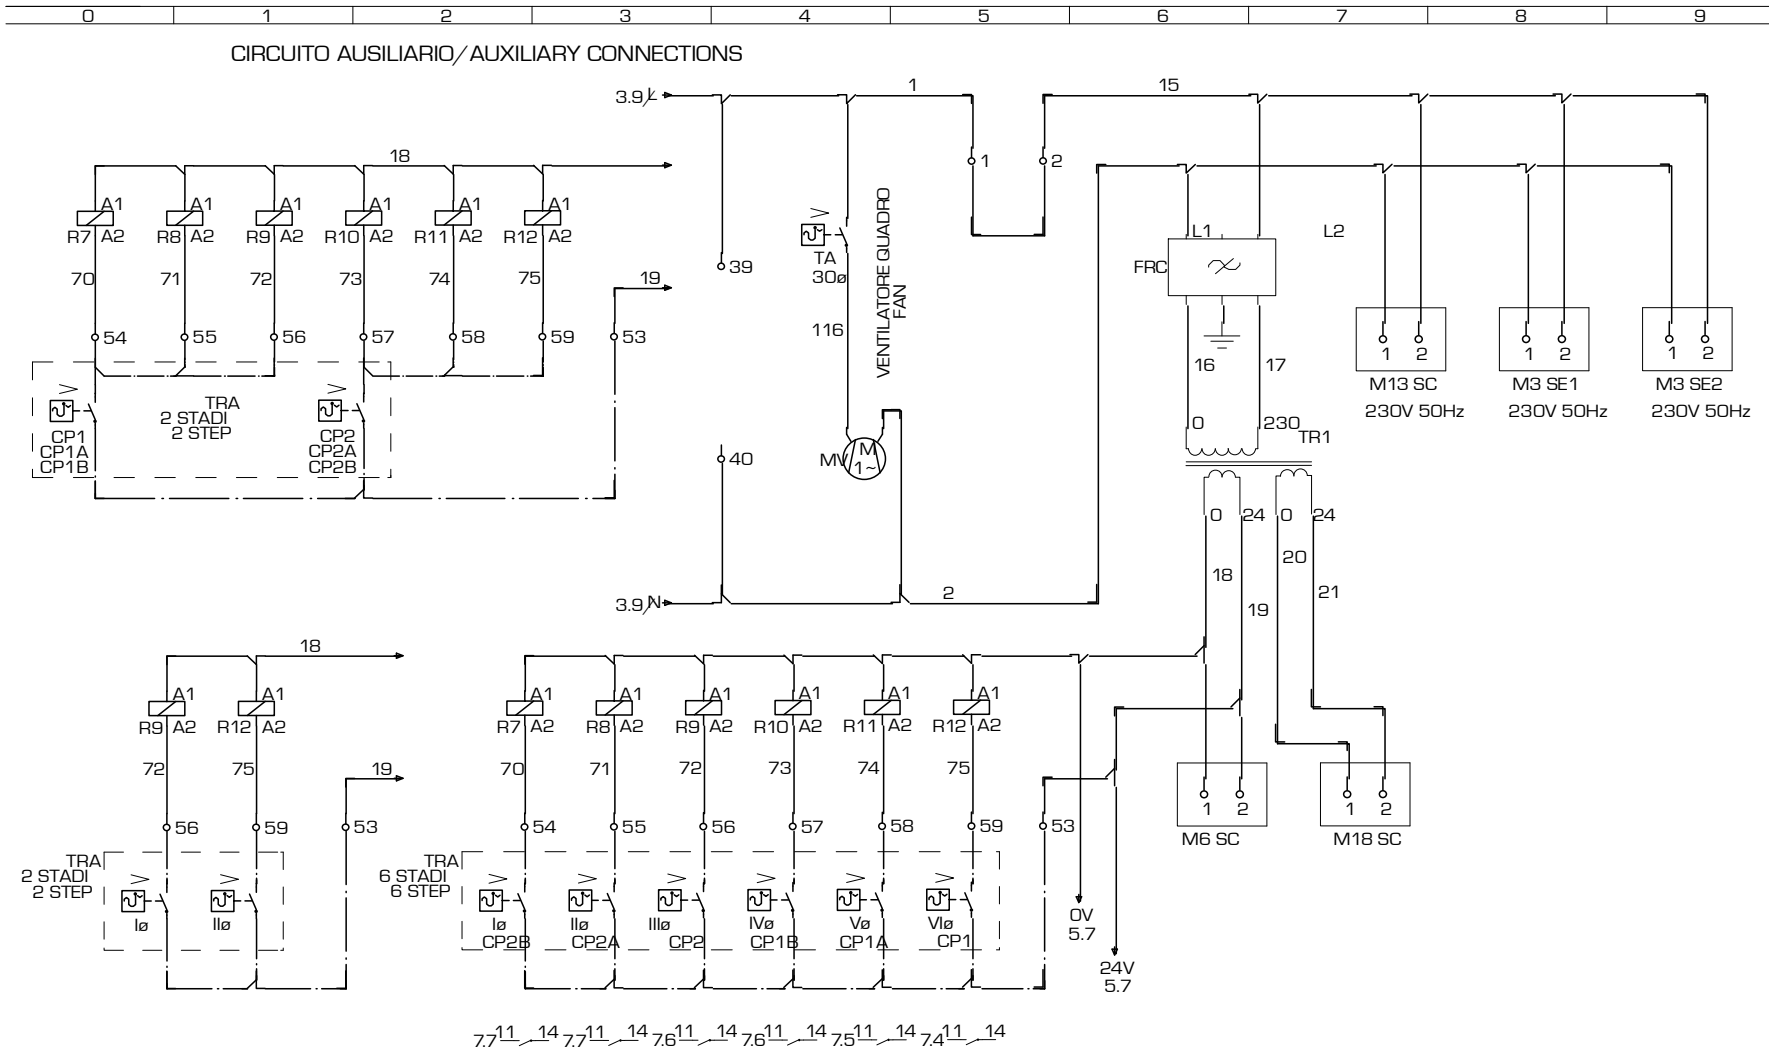 0 1 2 3 4 5 6 7 8 9
CIRCUITO AUSILIARIO/AUXILIARY CONNECTIONS
3.9/L 1 15
18 1 2
A1 A1 A1 A1 A1 A1
R7 A2 R8 A2 R9 A2 R10 A2 R11 A2 R12 A2
70 71 72 73 74 75 19
54 55 56 57 58 59 53
TRA
2 STADI
2 STEP
CP1
CP1A
CP1B
CP2
CP2A
CP2B
39
40
TA
30ø
116
VENTILATORE QUADRO
FAN
MV
M
1~
3.9/N 2
L1 L2
FRC
16 17
0 230
TR1
0 24 0 24
18 19 20 21
1 2
M13 SC
230V 50Hz
1 2
M3 SE1
230V 50Hz
1 2
M3 SE2
230V 50Hz
18
A1 A1
R9 A2 R12 A2
72 75 19
56 59 53
TRA
2 STADI
2 STEP
Iø IIø
A1 A1 A1 A1 A1 A1
R7 A2 R8 A2 R9 A2 R10 A2 R11 A2 R12 A2
70 71 72 73 74 75
54 55 56 57 58 59 53
TRA
6 STADI
6 STEP
Iø IIø IIIø IVø Vø VIø
CP2B CP2A CP2 CP1B CP1A CP1
0V
5.7
24V
5.7
1 2
M6 SC
1 2
M18 SC
7.7 11 14 7.7 11 14 7.6 11 14 7.6 11 14 7.5 11 14 7.4 11 14